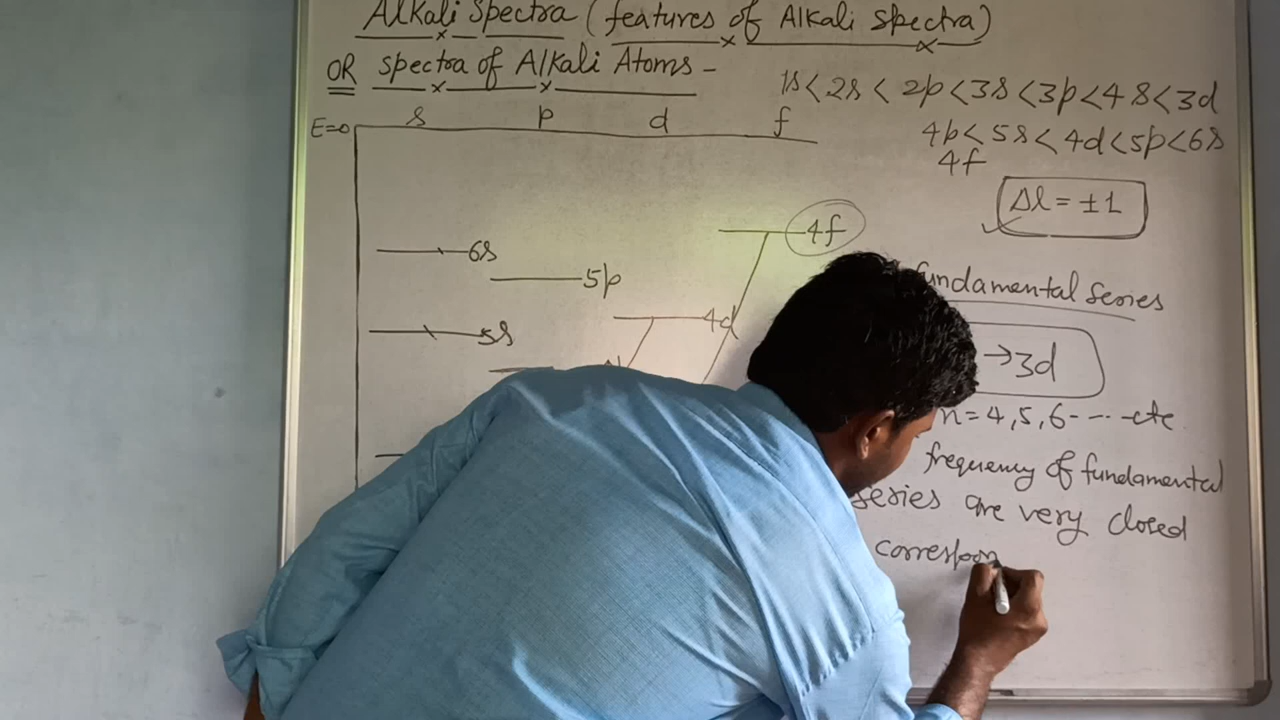 Alkali Spectra (features of Alkali Spectra)
OR spectra of Alkali Atoms -
1s < 2s < 2p < 3s < 3p < 4s < 3d
4p < 5s < 4d < 5p < 6s
4f
E=0 s p d f
Δl = ±1
4f
6s
5p
4d
5s
undamental Series
→3d
n = 4, 5, 6 - - - - etc
frequency of fundamental
series are very closed
correspon